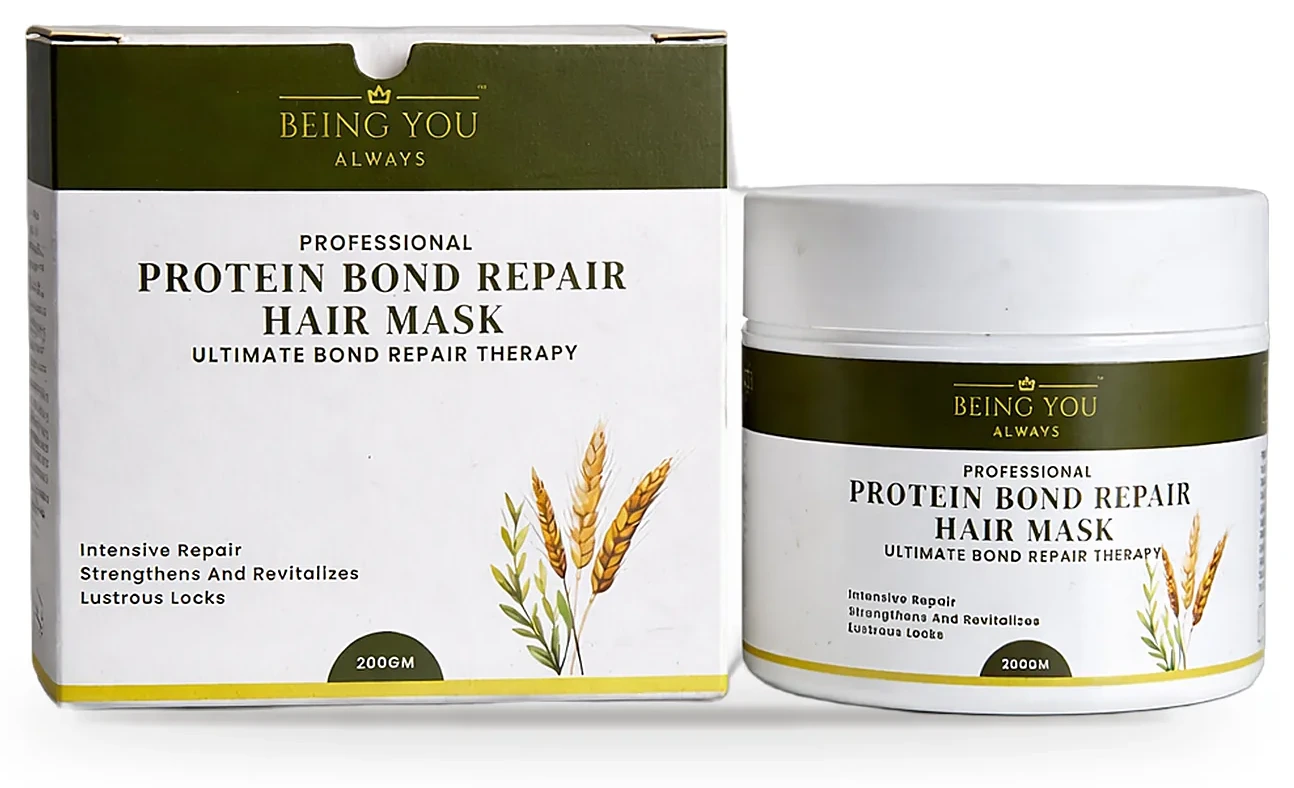 BEING YOU
ALWAYS
PROFESSIONAL
PROTEIN BOND REPAIR
HAIR MASK
ULTIMATE BOND REPAIR THERAPY
Intensive Repair
Strengthens And Revitalizes
Lustrous Locks
200GM
BEING YOU
ALWAYS
PROFESSIONAL
PROTEIN BOND REPAIR
HAIR MASK
ULTIMATE BOND REPAIR THERAPY
Intensive Repair
Strengthens And Revitalises
Lustrous Locks
200GM